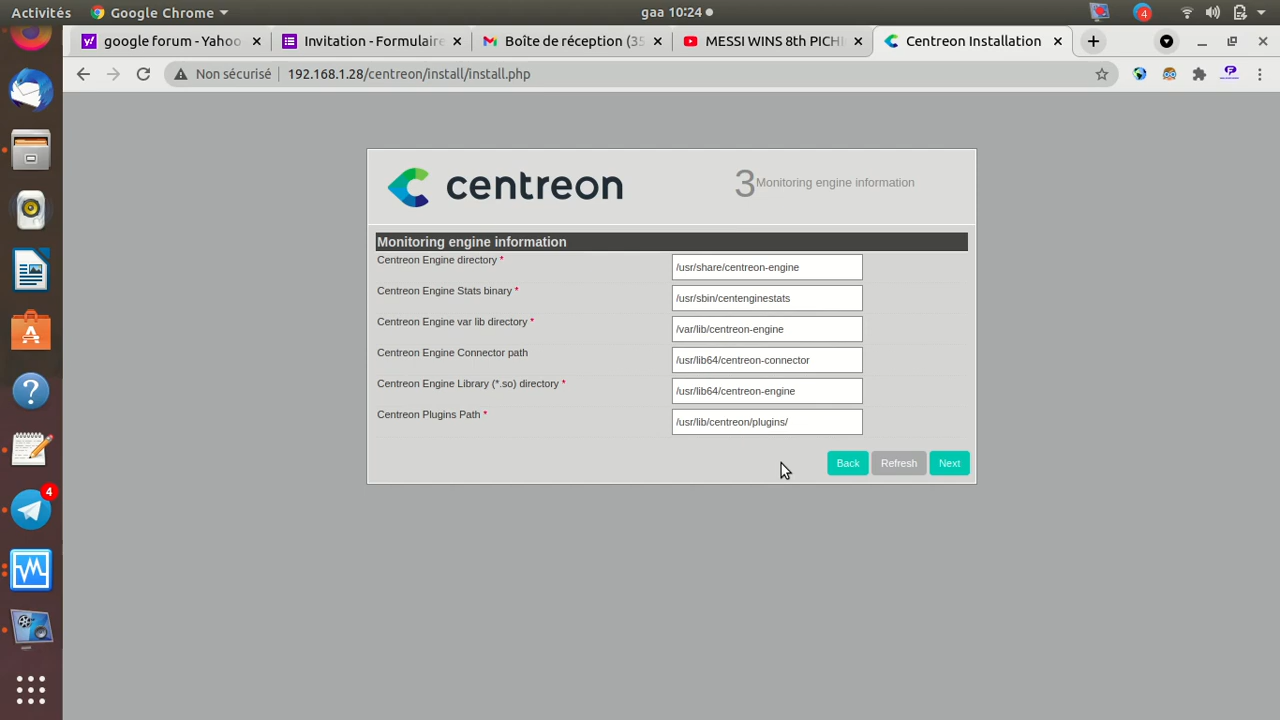 Activités Google Chrome gaa 10:24 4
google forum - Yahoo Invitation - Formulaire Boîte de réception (35 MESSI WINS 8th PICHI Centreon Installation
Non sécurisé 192.168.1.28/centreon/install/install.php
centreon 3 Monitoring engine information
Monitoring engine information
Centreon Engine directory * /usr/share/centreon-engine
Centreon Engine Stats binary * /usr/sbin/centenginestats
Centreon Engine var lib directory * /var/lib/centreon-engine
Centreon Engine Connector path /usr/lib64/centreon-connector
Centreon Engine Library (*.so) directory * /usr/lib64/centreon-engine
Centreon Plugins Path * /usr/lib/centreon/plugins/
Back Refresh Next
4